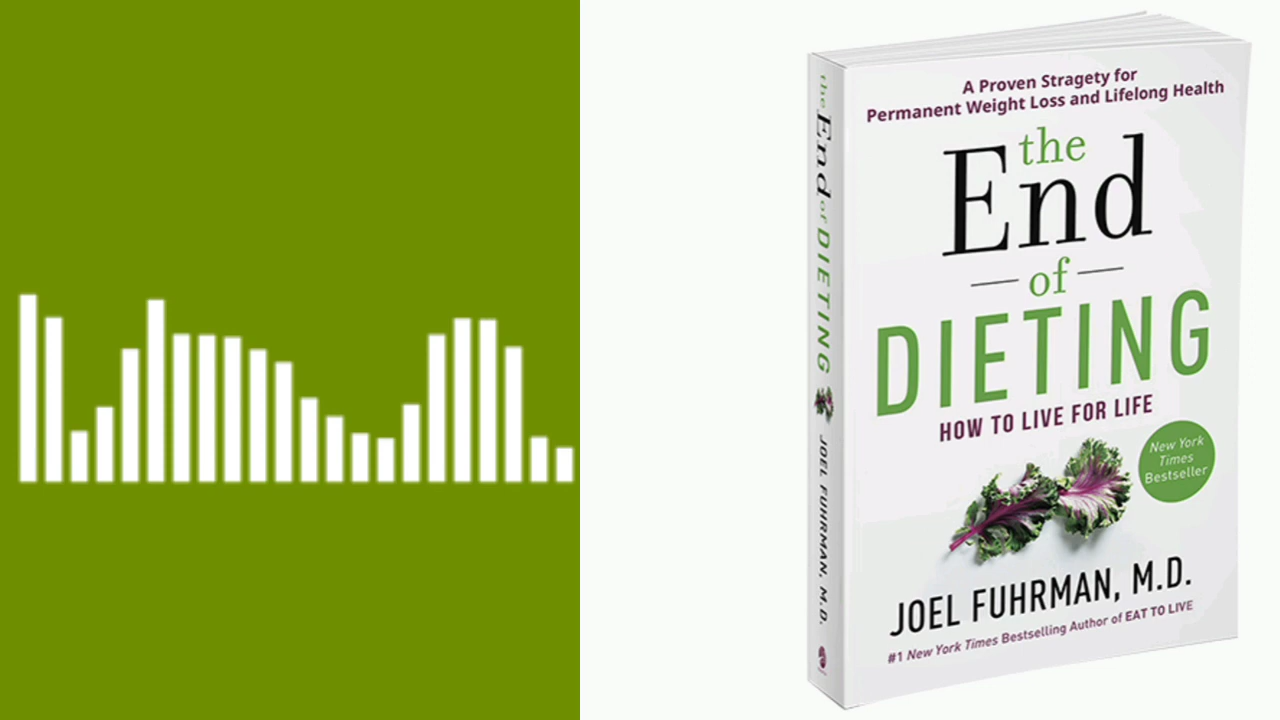 A Proven Stragety for
Permanent Weight Loss and Lifelong Health
the
End
of
DIETING
HOW TO LIVE FOR LIFE
New York
Times
Bestseller
JOEL FUHRMAN, M.D.
#1 New York Times Bestselling Author of EAT TO LIVE
the End of DIETING JOEL FUHRMAN, M.D.